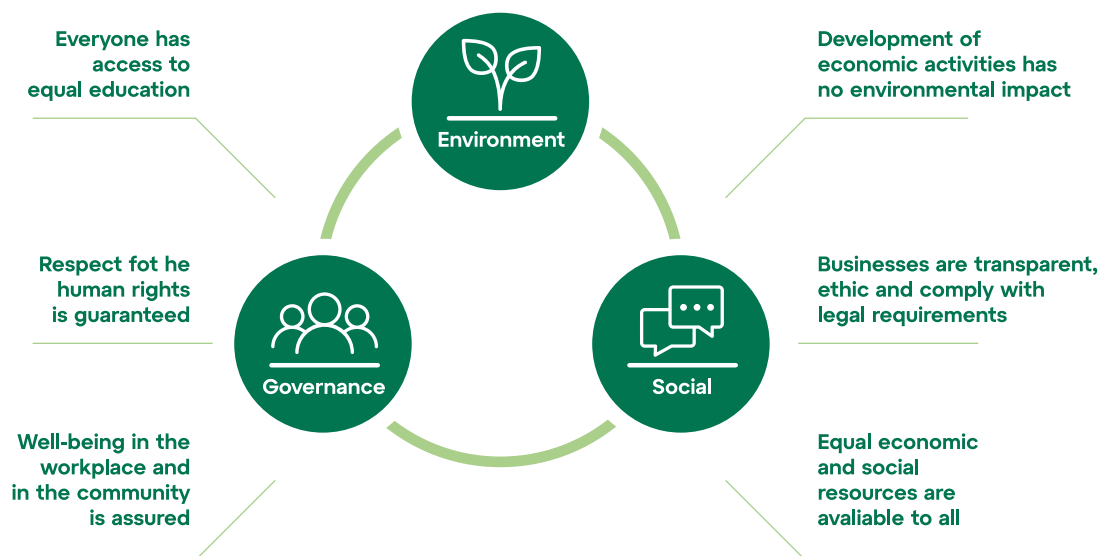 Everyone has
access to
equal education
Development of
economic activities has
no environmental impact
Environment
Respect fot he
human rights
is guaranteed
Businesses are transparent,
ethic and comply with
legal requirements
Governance
Social
Well-being in the
workplace and
in the community
is assured
Equal economic
and social
resources are
avaliable to all